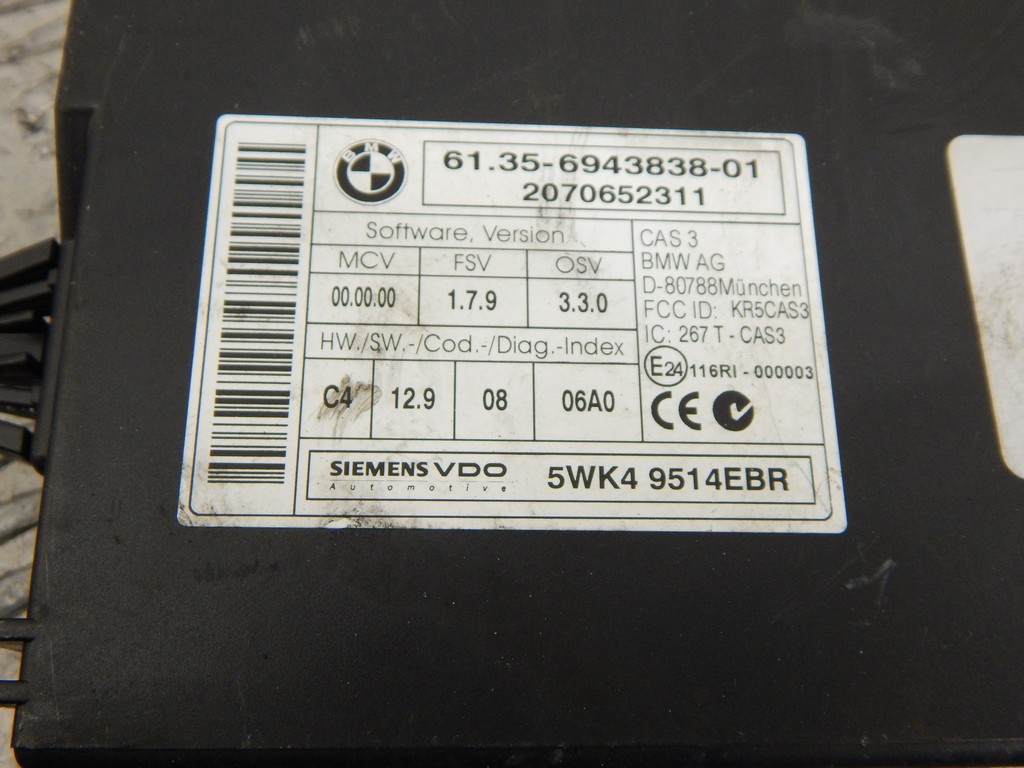 BMW
61.35-6943838-01
2070652311
Software, Version
MCV FSV OSV
00.00.00 1.7.9 3.3.0
HW./SW.-/Cod.-/Diag.-Index
C4 12.9 08 06A0
CAS 3
BMW AG
D-80788München
FCC ID: KR5CAS3
IC: 267 T - CAS3
E24 116RI - 000003
CE
SIEMENS VDO
Automotive
5WK4 9514EBR